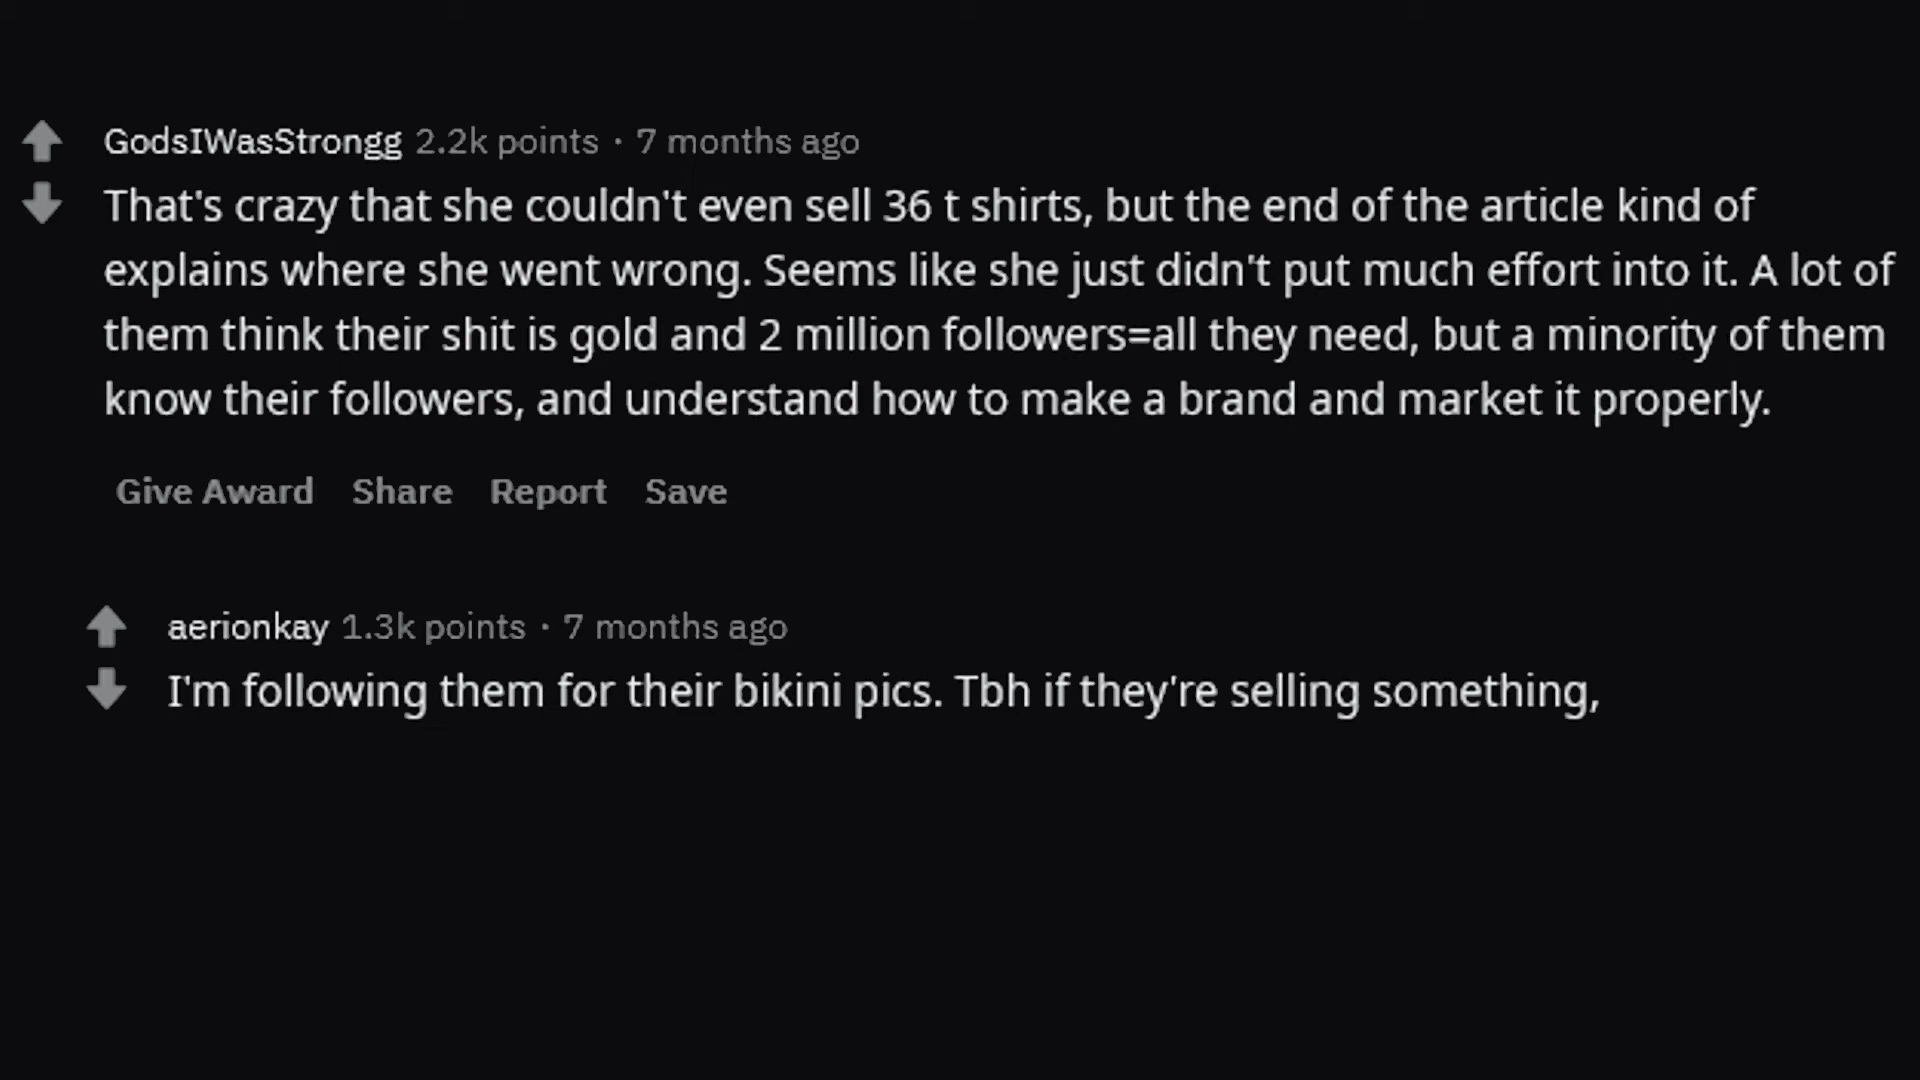 GodsIWasStrongg 2.2k points · 7 months ago
That's crazy that she couldn't even sell 36 t shirts, but the end of the article kind of
explains where she went wrong. Seems like she just didn't put much effort into it. A lot of
them think their shit is gold and 2 million followers=all they need, but a minority of them
know their followers, and understand how to make a brand and market it properly.
Give Award Share Report Save
aerionkay 1.3k points · 7 months ago
I'm following them for their bikini pics. Tbh if they're selling something,